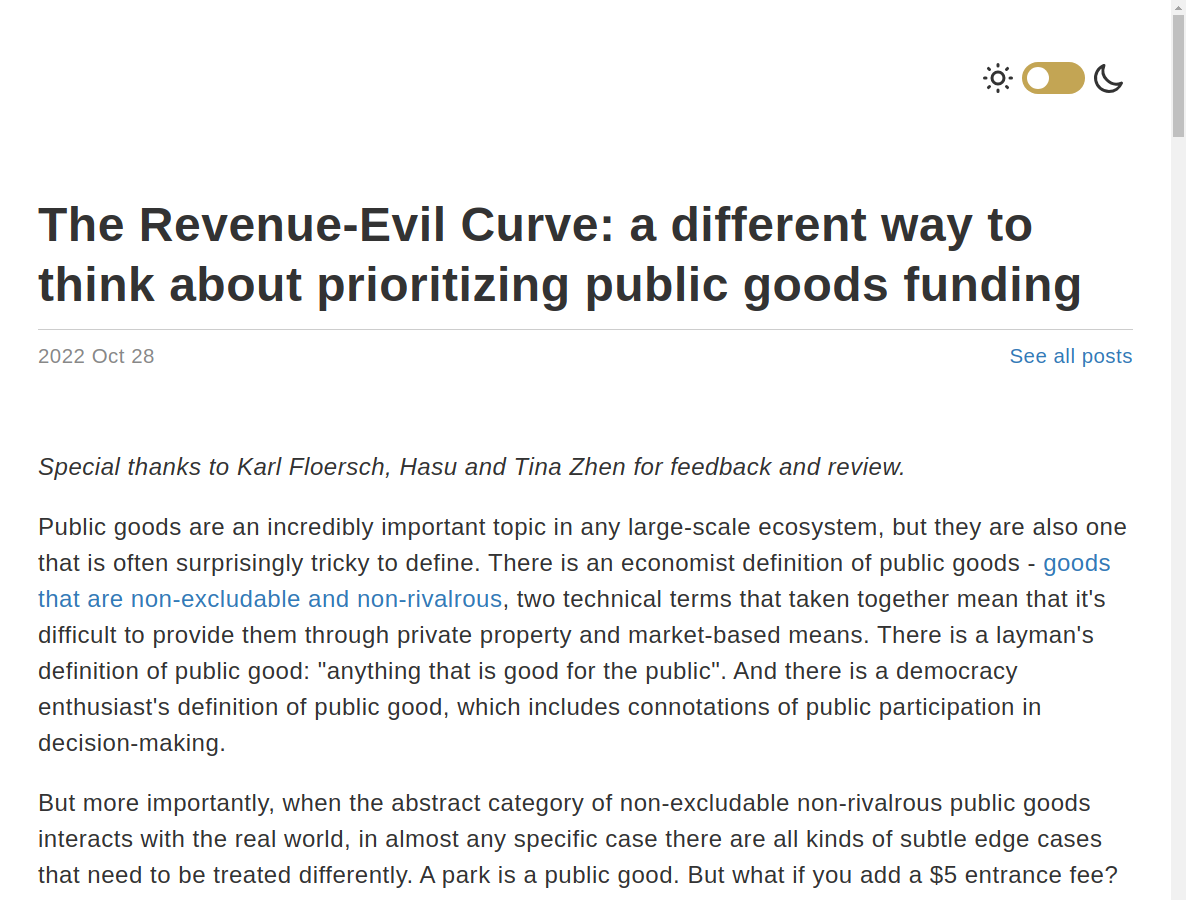 The Revenue-Evil Curve: a different way to
think about prioritizing public goods funding
2022 Oct 28
See all posts
Special thanks to Karl Floersch, Hasu and Tina Zhen for feedback and review.
Public goods are an incredibly important topic in any large-scale ecosystem, but they are also one
that is often surprisingly tricky to define. There is an economist definition of public goods - goods
that are non-excludable and non-rivalrous, two technical terms that taken together mean that it's
difficult to provide them through private property and market-based means. There is a layman's
definition of public good: "anything that is good for the public". And there is a democracy
enthusiast's definition of public good, which includes connotations of public participation in
decision-making.
But more importantly, when the abstract category of non-excludable non-rivalrous public goods
interacts with the real world, in almost any specific case there are all kinds of subtle edge cases
that need to be treated differently. A park is a public good. But what if you add a $5 entrance fee?